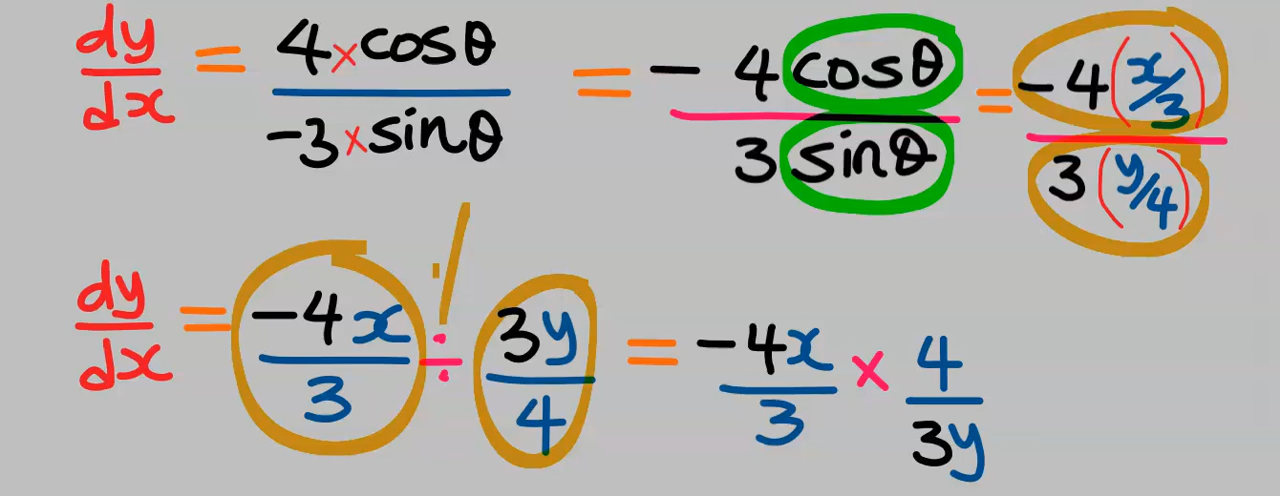 dy/dx = 4×cosθ / -3×sinθ = - 4cosθ / 3sinθ = -4(x/3) / 3(y/4)
dy/dx = -4x/3 ÷ 3y/4 = -4x/3 × 4/3y